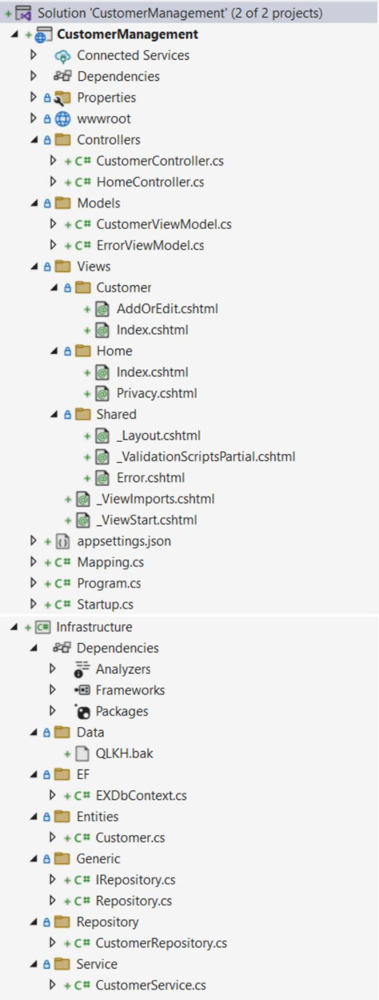 Solution 'CustomerManagement' (2 of 2 projects)
CustomerManagement
Connected Services
Dependencies
Properties
wwwroot
Controllers
C# CustomerController.cs
C# HomeController.cs
Models
C# CustomerViewModel.cs
C# ErrorViewModel.cs
Views
Customer
AddOrEdit.cshtml
Index.cshtml
Home
Index.cshtml
Privacy.cshtml
Shared
_Layout.cshtml
_ValidationScriptsPartial.cshtml
Error.cshtml
_ViewImports.cshtml
_ViewStart.cshtml
appsettings.json
C# Mapping.cs
C# Program.cs
C# Startup.cs
C# Infrastructure
Dependencies
Analyzers
Frameworks
Packages
Data
QLKH.bak
EF
C# EXDbContext.cs
Entities
C# Customer.cs
Generic
C# IRepository.cs
C# Repository.cs
Repository
C# CustomerRepository.cs
Service
C# CustomerService.cs